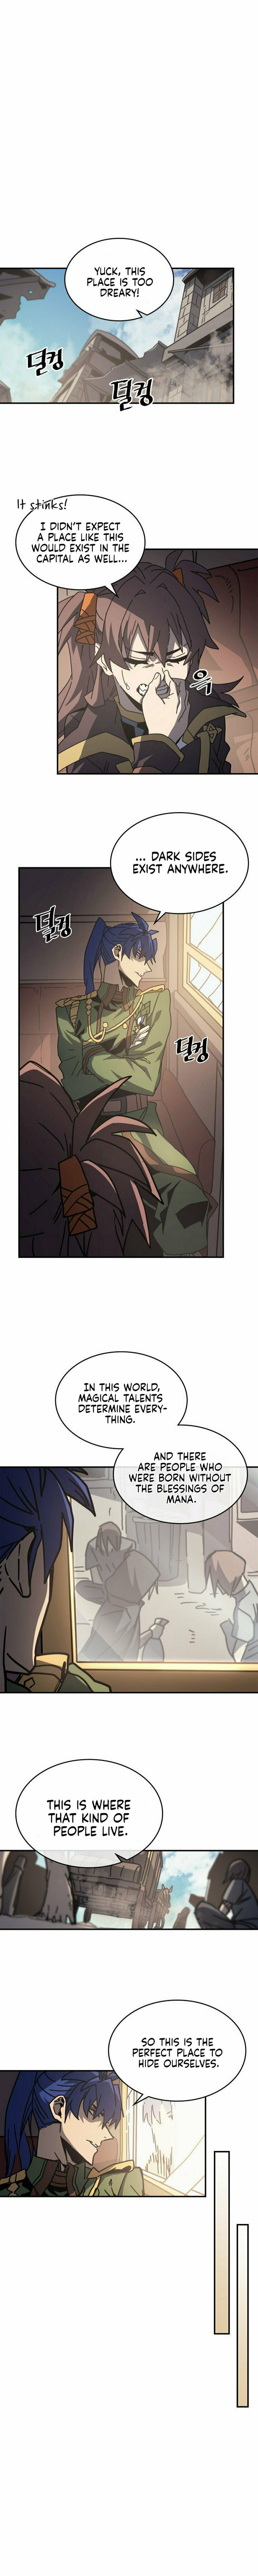 YUCK, THIS
PLACE IS TOO
DREARY!
덜컹
덜컹
It stinks!
I DIDN'T EXPECT
A PLACE LIKE THIS
WOULD EXIST IN THE
CAPITAL AS WELL...
윽
... DARK SIDES
EXIST ANYWHERE.
덜컹
덜컹
IN THIS WORLD,
MAGICAL TALENTS
DETERMINE EVERY-
THING.
AND THERE
ARE PEOPLE WHO
WERE BORN WITHOUT
THE BLESSINGS OF
MANA.
THIS IS WHERE
THAT KIND OF
PEOPLE LIVE.
SO THIS IS THE
PERFECT PLACE TO
HIDE OURSELVES.